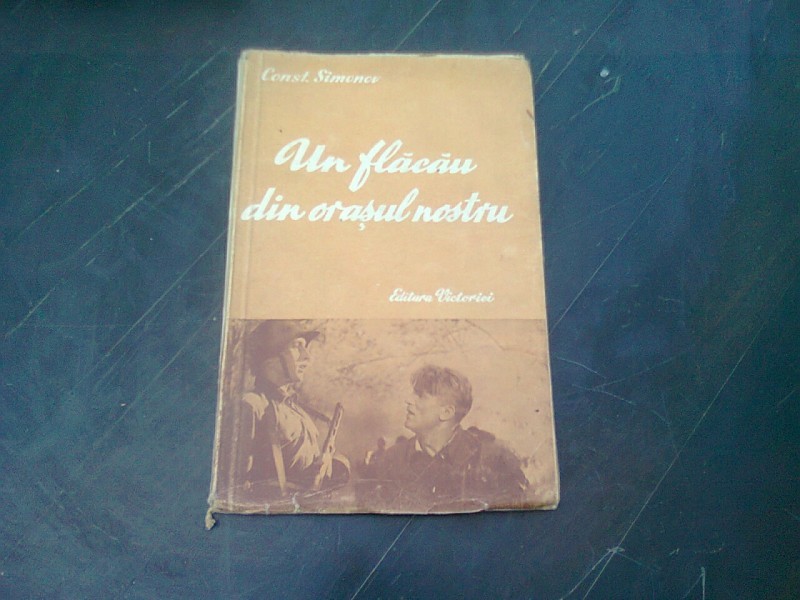 Const. Simonov
Un flăcău
din orașul nostru
Editura Victoriei